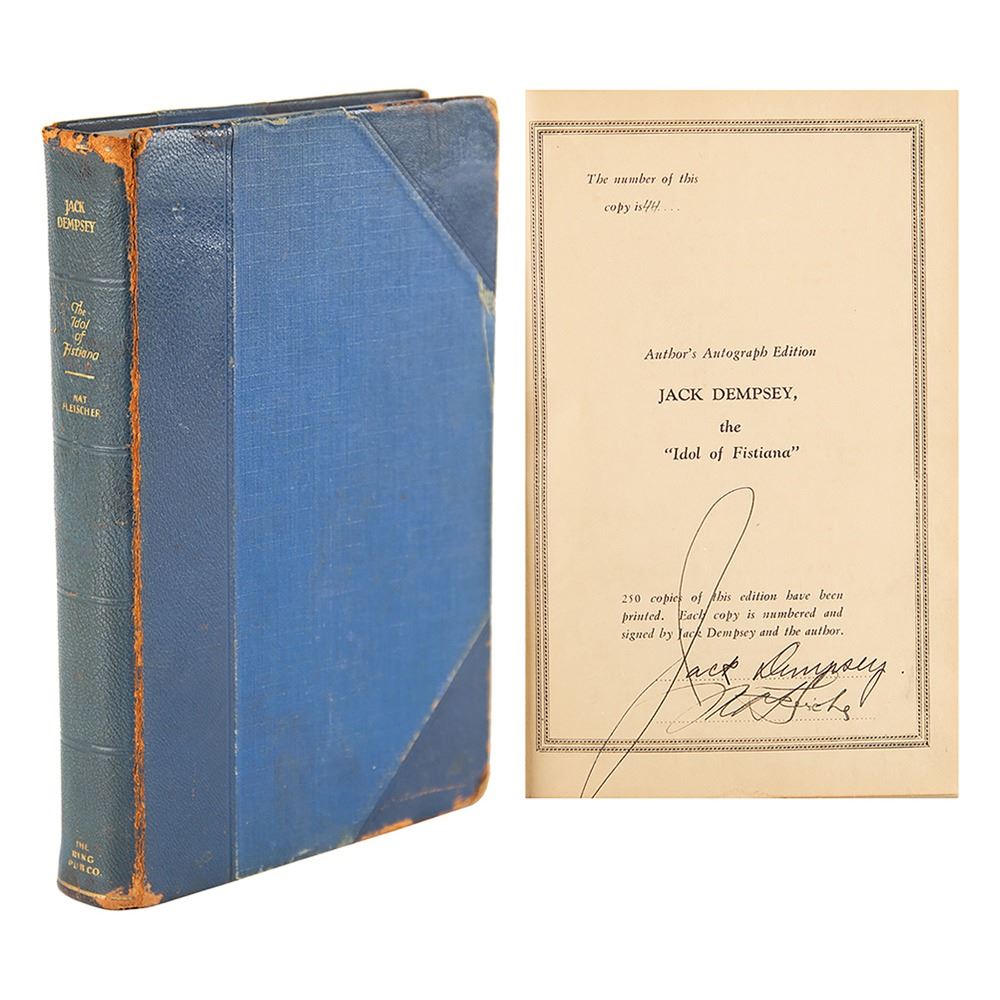 JACK
DEMPSEY
The
Idol
of
Fistiana
NAT
FLEISCHER
THE
RING
PUB CO.
The number of this
copy is 44....
Author's Autograph Edition
JACK DEMPSEY,
the
"Idol of Fistiana"
250 copies of this edition have been
printed. Each copy is numbered and
signed by Jack Dempsey and the author.
Jack Dempsey.
Nat Fleischer